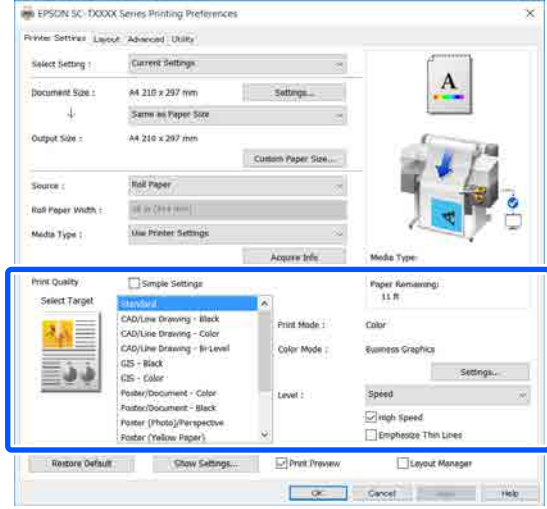 EPSON SC-TXXXX Series Printing Preferences
Printer Settings Layout Advanced Utility
Select Setting : Current Settings
Document Size : A4 210 x 297 mm Settings...
Same as Paper Size
Output Size : A4 210 x 297 mm
Custom Paper Size...
Source : Roll Paper
Roll Paper Width :
Media Type : Use Printer Settings
Acquire Info
A
Media Type:
Paper Remaining:
11 ft
Print Quality Simple Settings
Select Target
Standard
CAD/Line Drawing - Black
CAD/Line Drawing - Color
CAD/Line Drawing - Bi-Level
GIS - Black
GIS - Color
Poster/Document - Color
Poster/Document - Black
Poster (Photo)/Perspective
Poster (Yellow Paper)
Print Mode : Color
Color Mode : Business Graphics
Settings...
Level : Speed
High Speed
Emphasize Thin Lines
Restore Default Show Settings... Print Preview Layout Manager
OK Cancel Help